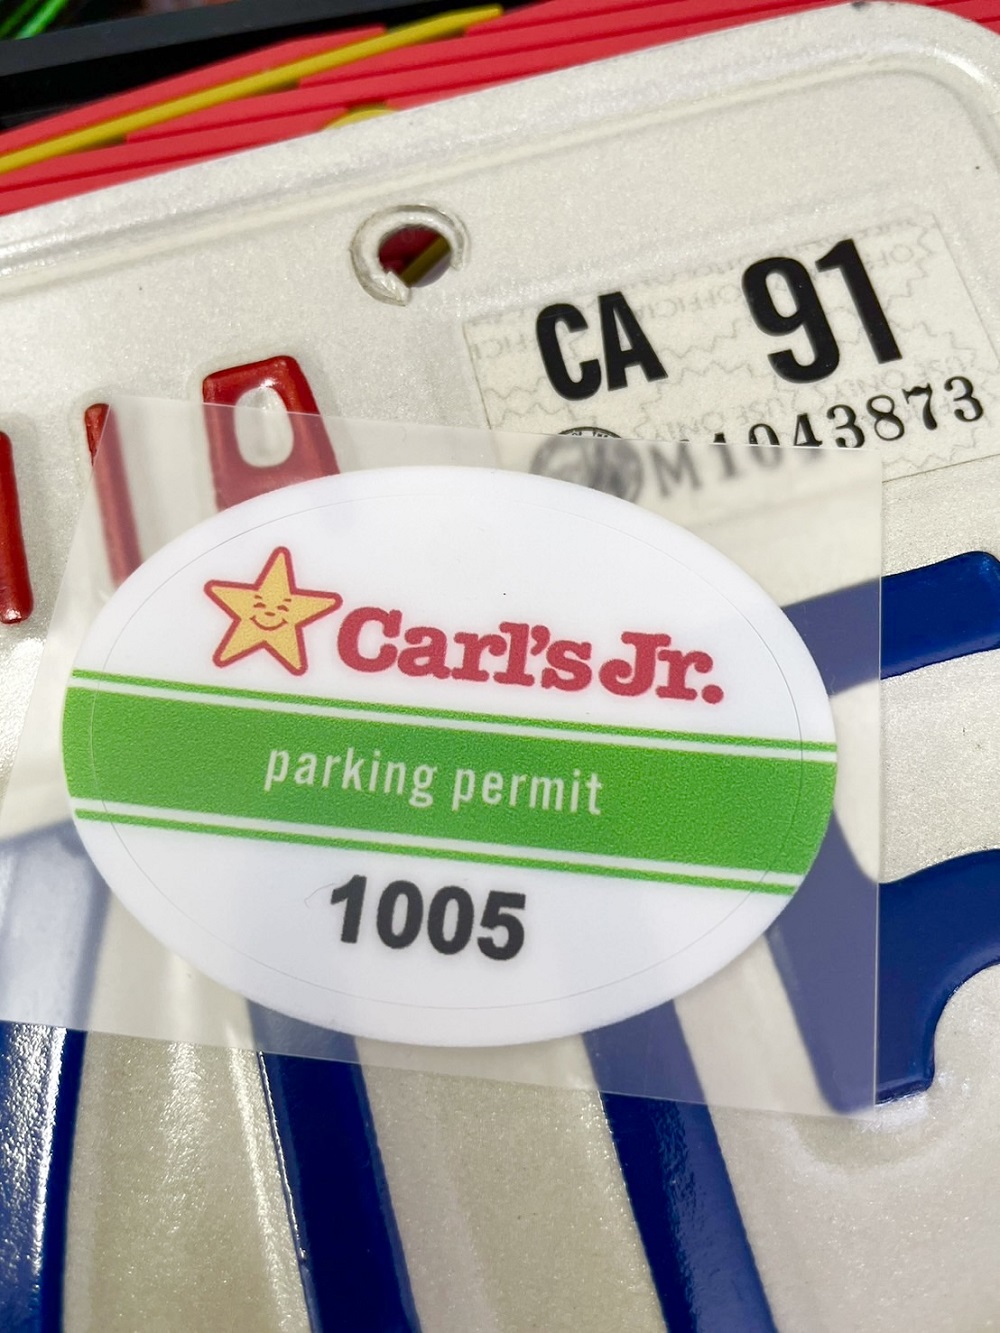 CA 91
M1043873
Carl's Jr.
parking permit
1005